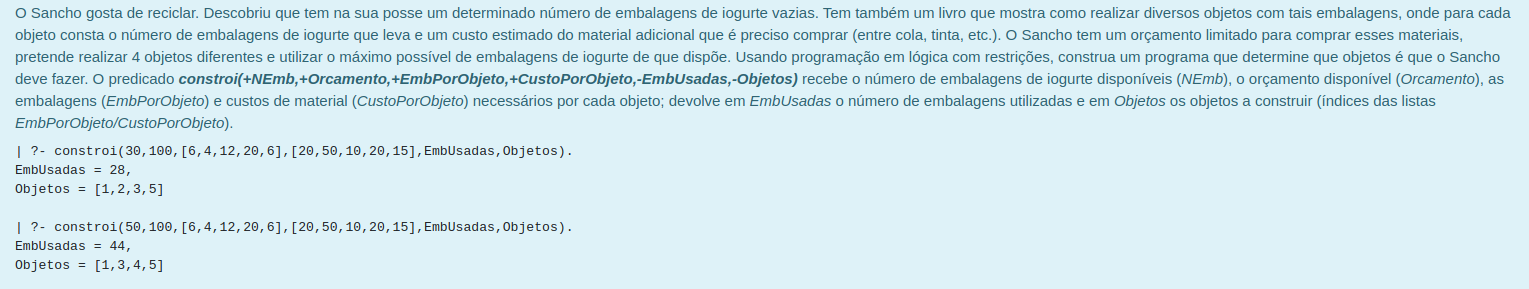 O Sancho gosta de reciclar. Descobriu que tem na sua posse um determinado número de embalagens de iogurte vazias. Tem também um livro que mostra como realizar diversos objetos com tais embalagens, onde para cada
objeto consta o número de embalagens de iogurte que leva e um custo estimado do material adicional que é preciso comprar (entre cola, tinta, etc.). O Sancho tem um orçamento limitado para comprar esses materiais,
pretende realizar 4 objetos diferentes e utilizar o máximo possível de embalagens de iogurte de que dispõe. Usando programação em lógica com restrições, construa um programa que determine que objetos é que o Sancho
deve fazer. O predicado constroi(+NEmb,+Orcamento,+EmbPorObjeto,+CustoPorObjeto,-EmbUsadas,-Objetos) recebe o número de embalagens de iogurte disponíveis (NEmb), o orçamento disponível (Orcamento), as
embalagens (EmbPorObjeto) e custos de material (CustoPorObjeto) necessários por cada objeto; devolve em EmbUsadas o número de embalagens utilizadas e em Objetos os objetos a construir (índices das listas
EmbPorObjeto/CustoPorObjeto).
| ?- constroi(30,100,[6,4,12,20,6],[20,50,10,20,15],EmbUsadas,Objetos).
EmbUsadas = 28,
Objetos = [1,2,3,5]
| ?- constroi(50,100,[6,4,12,20,6],[20,50,10,20,15],EmbUsadas,Objetos).
EmbUsadas = 44,
Objetos = [1,3,4,5]